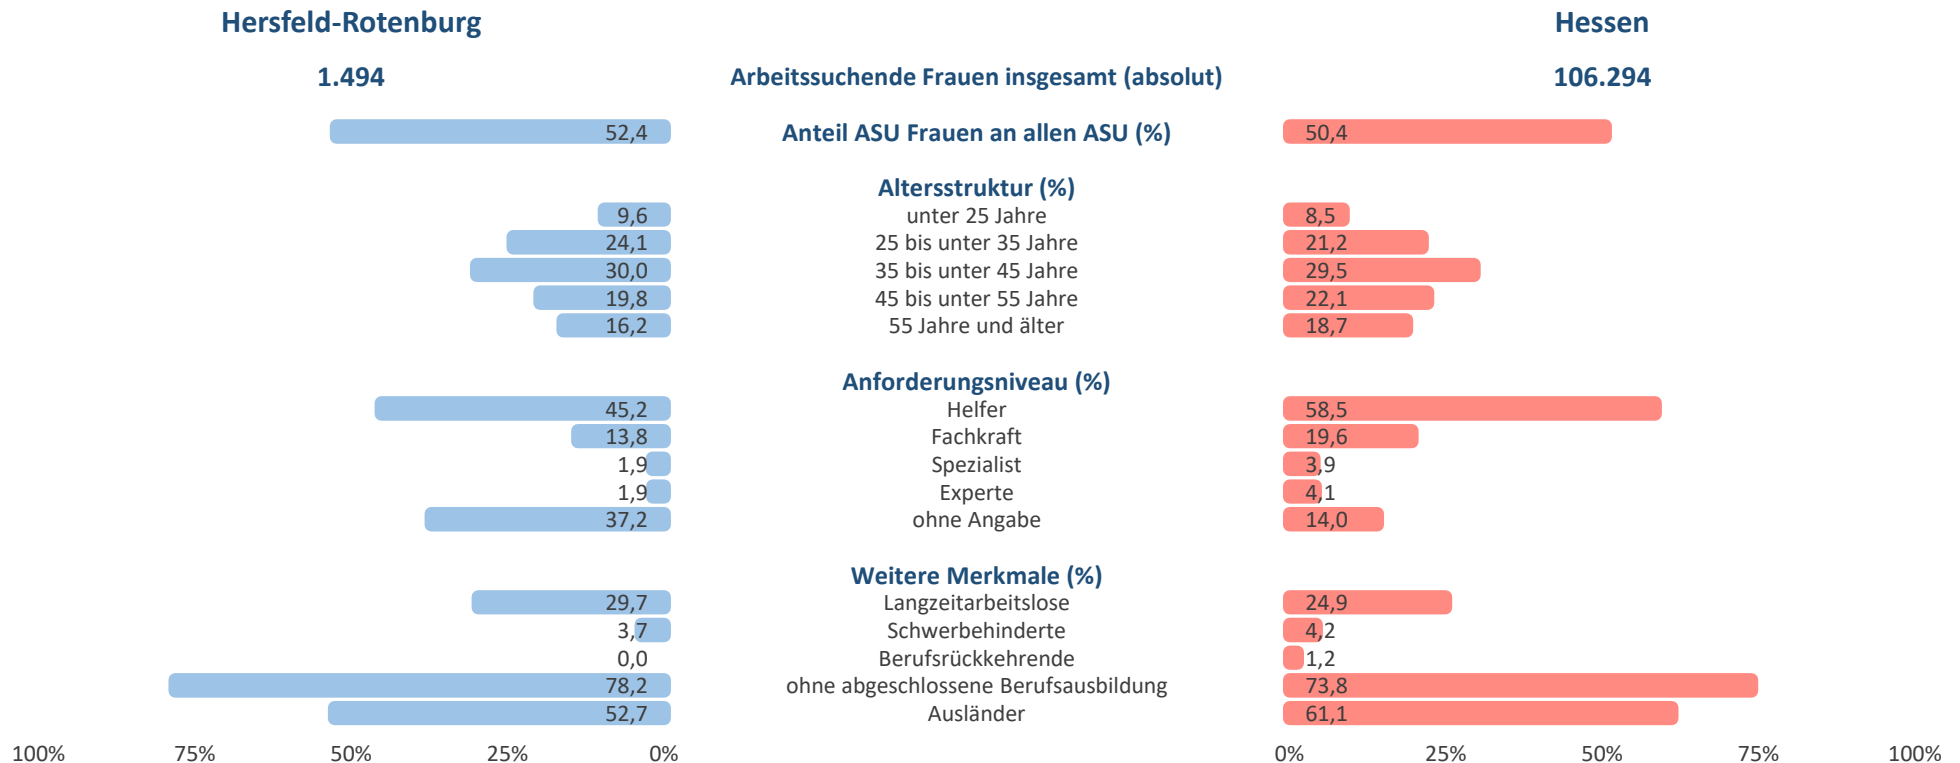 Hersfeld-Rotenburg Hessen
1.494 Arbeitssuchende Frauen insgesamt (absolut) 106.294
52,4 Anteil ASU Frauen an allen ASU (%) 50,4
Altersstruktur (%)
9,6 unter 25 Jahre 8,5
24,1 25 bis unter 35 Jahre 21,2
30,0 35 bis unter 45 Jahre 29,5
19,8 45 bis unter 55 Jahre 22,1
16,2 55 Jahre und älter 18,7
Anforderungsniveau (%)
45,2 Helfer 58,5
13,8 Fachkraft 19,6
1,9 Spezialist 3,9
1,9 Experte 4,1
37,2 ohne Angabe 14,0
Weitere Merkmale (%)
29,7 Langzeitarbeitslose 24,9
3,7 Schwerbehinderte 4,2
0,0 Berufsrückkehrende 1,2
78,2 ohne abgeschlossene Berufsausbildung 73,8
52,7 Ausländer 61,1
100% 75% 50% 25% 0% 0% 25% 50% 75% 100%